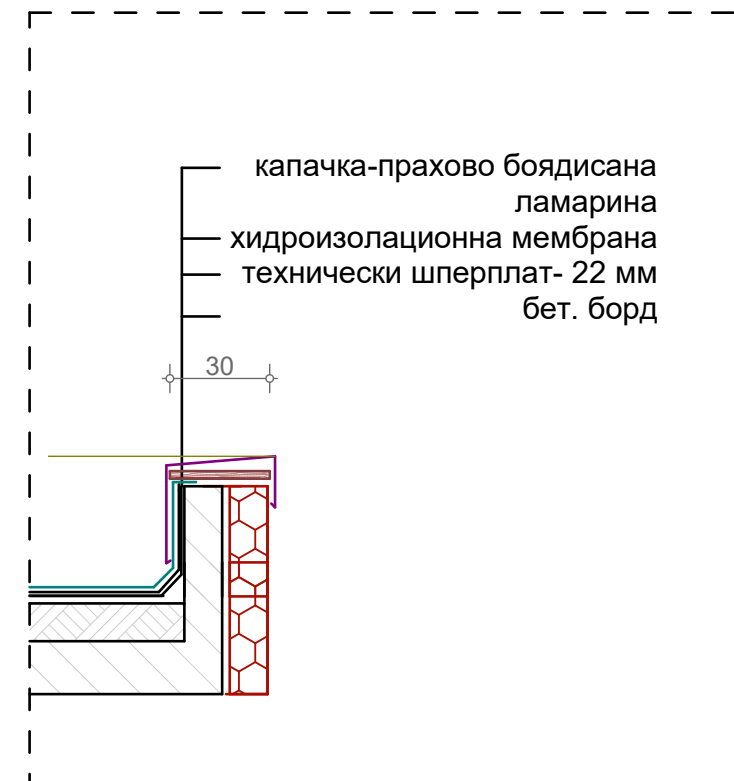 капачка-прахово боядисана
ламарина
хидроизолационна мембрана
технически шперплат- 22 мм
бет. борд
30